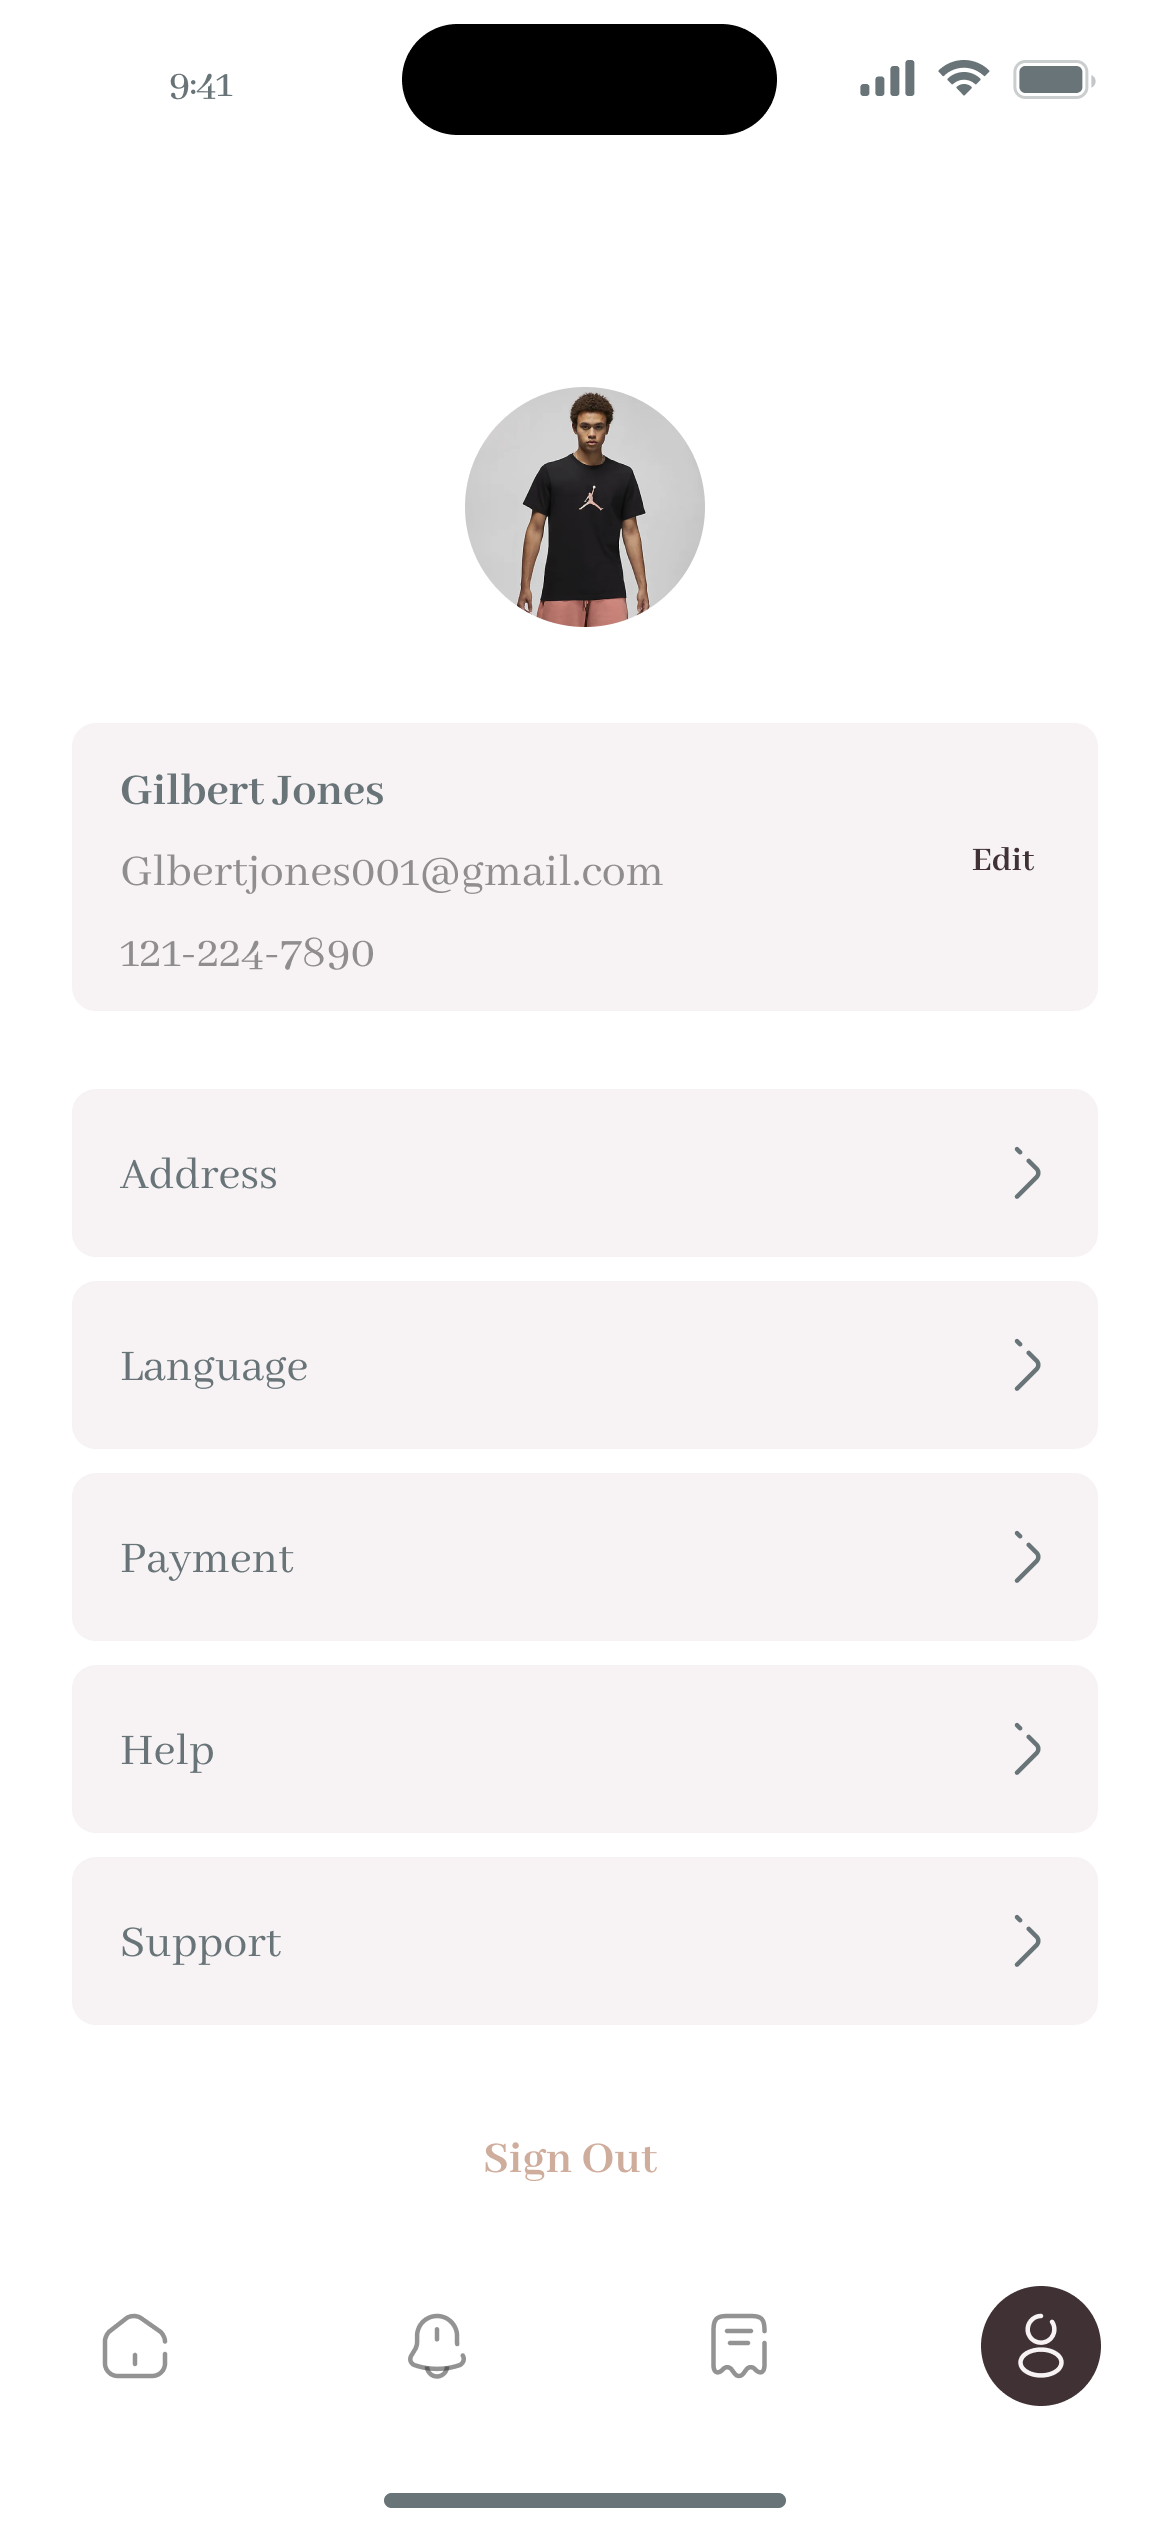 9:41
Gilbert Jones
Glbertjones001@gmail.com
Edit
121-224-7890
Address
Language
Payment
Help
Support
Sign Out